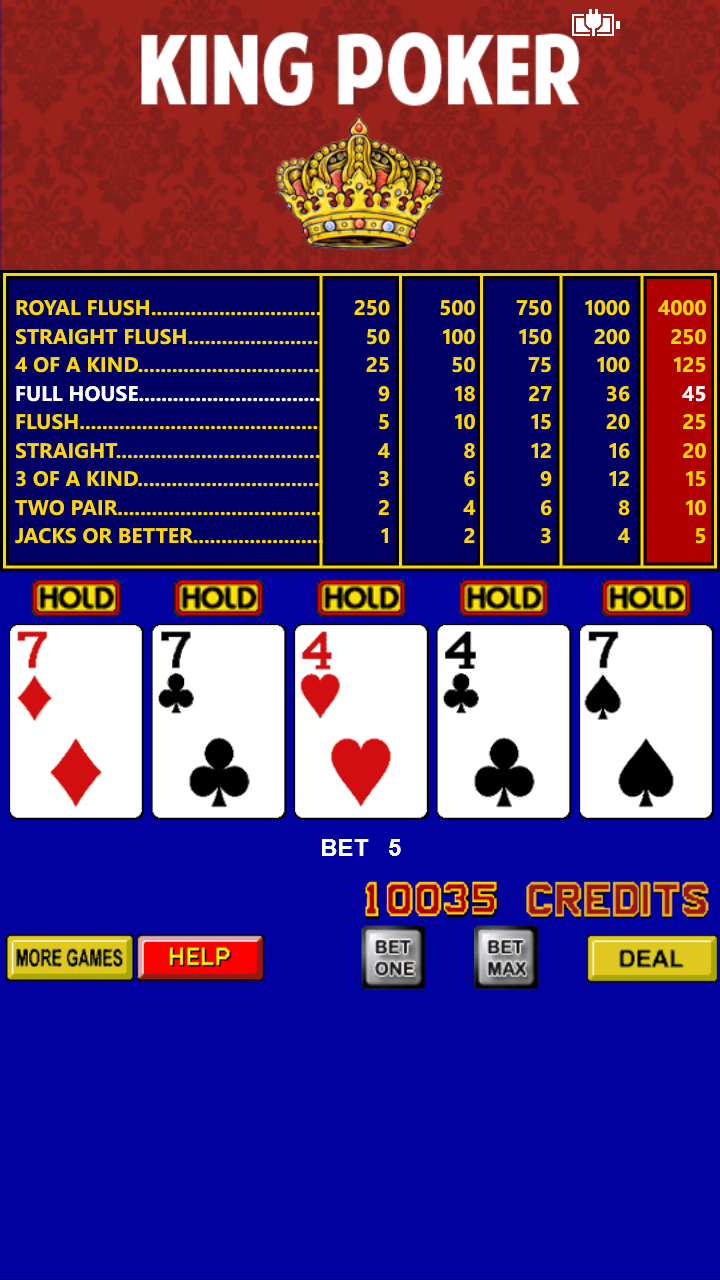 KING POKER
ROYAL FLUSH............................... 250 500 750 1000 4000
STRAIGHT FLUSH........................ 50 100 150 200 250
4 OF A KIND................................. 25 50 75 100 125
FULL HOUSE................................. 9 18 27 36 45
FLUSH............................................ 5 10 15 20 25
STRAIGHT..................................... 4 8 12 16 20
3 OF A KIND................................. 3 6 9 12 15
TWO PAIR..................................... 2 4 6 8 10
JACKS OR BETTER........................ 1 2 3 4 5
HOLD HOLD HOLD HOLD HOLD
7 7 4 4 7
BET 5
10035 CREDITS
MORE GAMES HELP BET ONE BET MAX DEAL